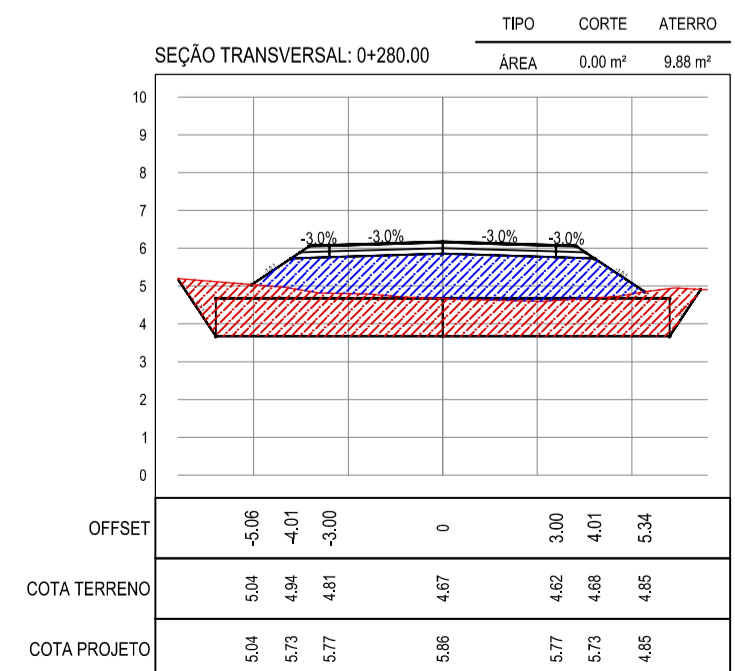 TIPO CORTE ATERRO
SEÇÃO TRANSVERSAL: 0+280.00
ÁREA 0.00 m² 9.88 m²
10
9
8
7
6
5
4
3
2
1
0
-3.0% -3.0% -3.0% -3.0%
OFFSET -5.06 -4.01 -3.00 0 3.00 4.01 5.34
COTA TERRENO 5.04 4.94 4.81 4.67 4.62 4.68 4.85
COTA PROJETO 5.04 5.73 5.77 5.86 5.77 5.73 4.85